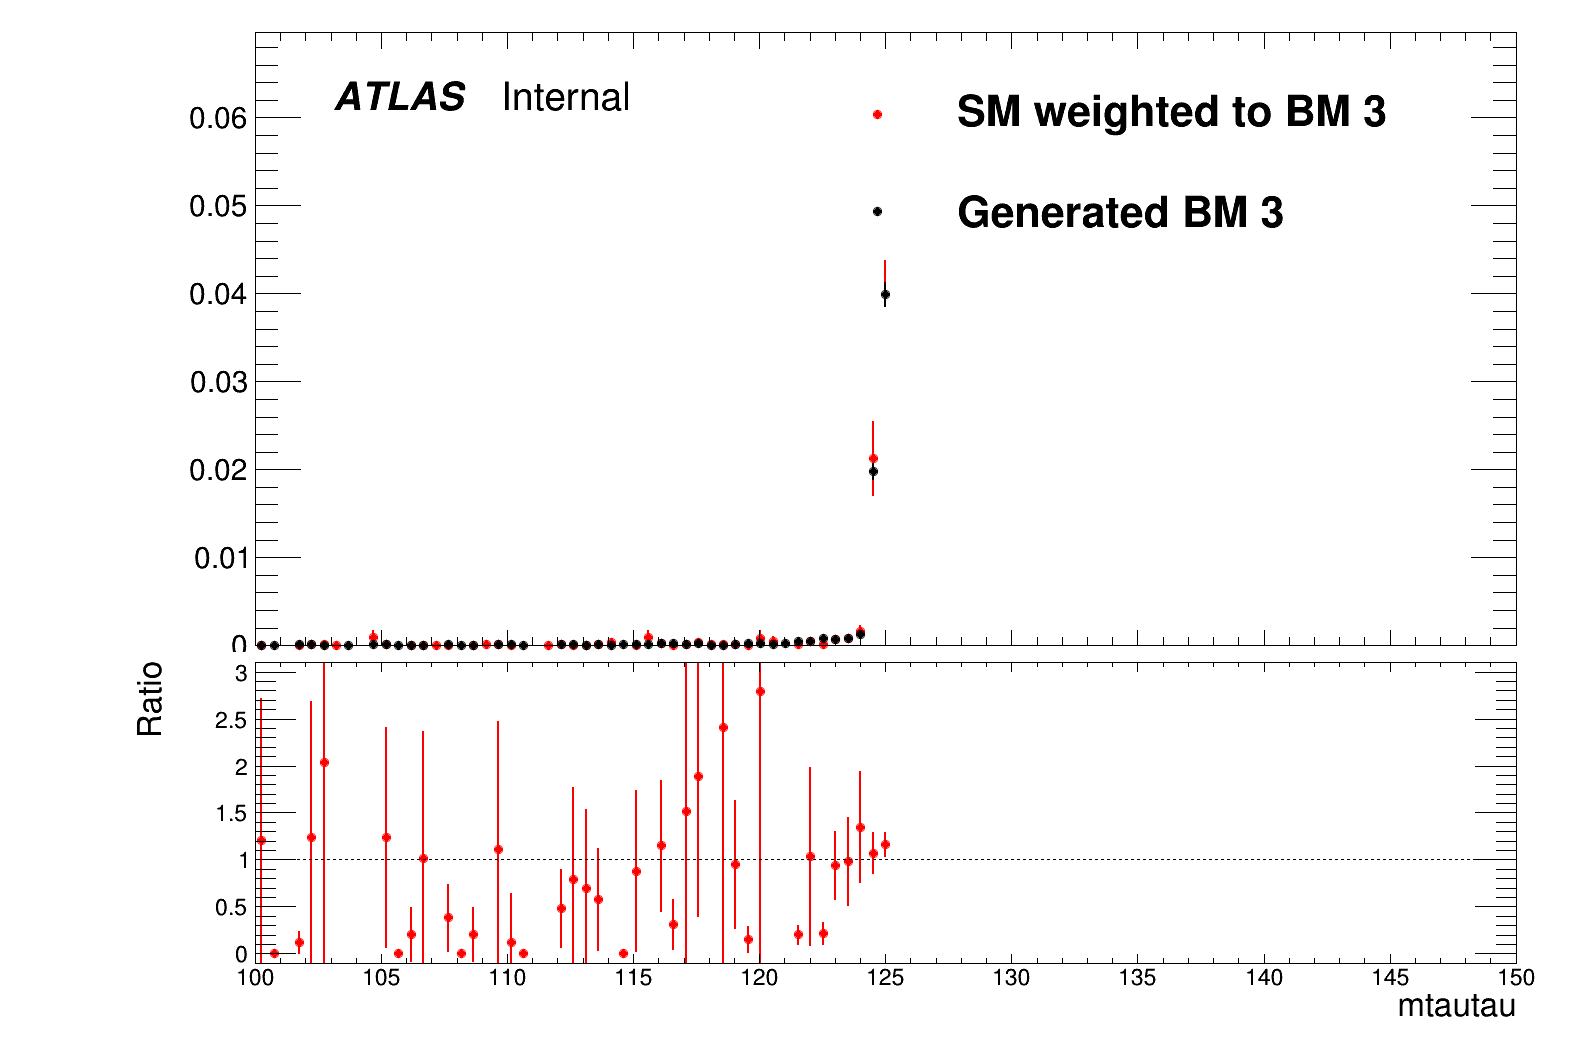 ATLAS Internal
SM weighted to BM 3
Generated BM 3
0.06
0.05
0.04
0.03
0.02
0.01
0
Ratio
3
2.5
2
1.5
1
0.5
0
100 105 110 115 120 125 130 135 140 145 150
mtautau